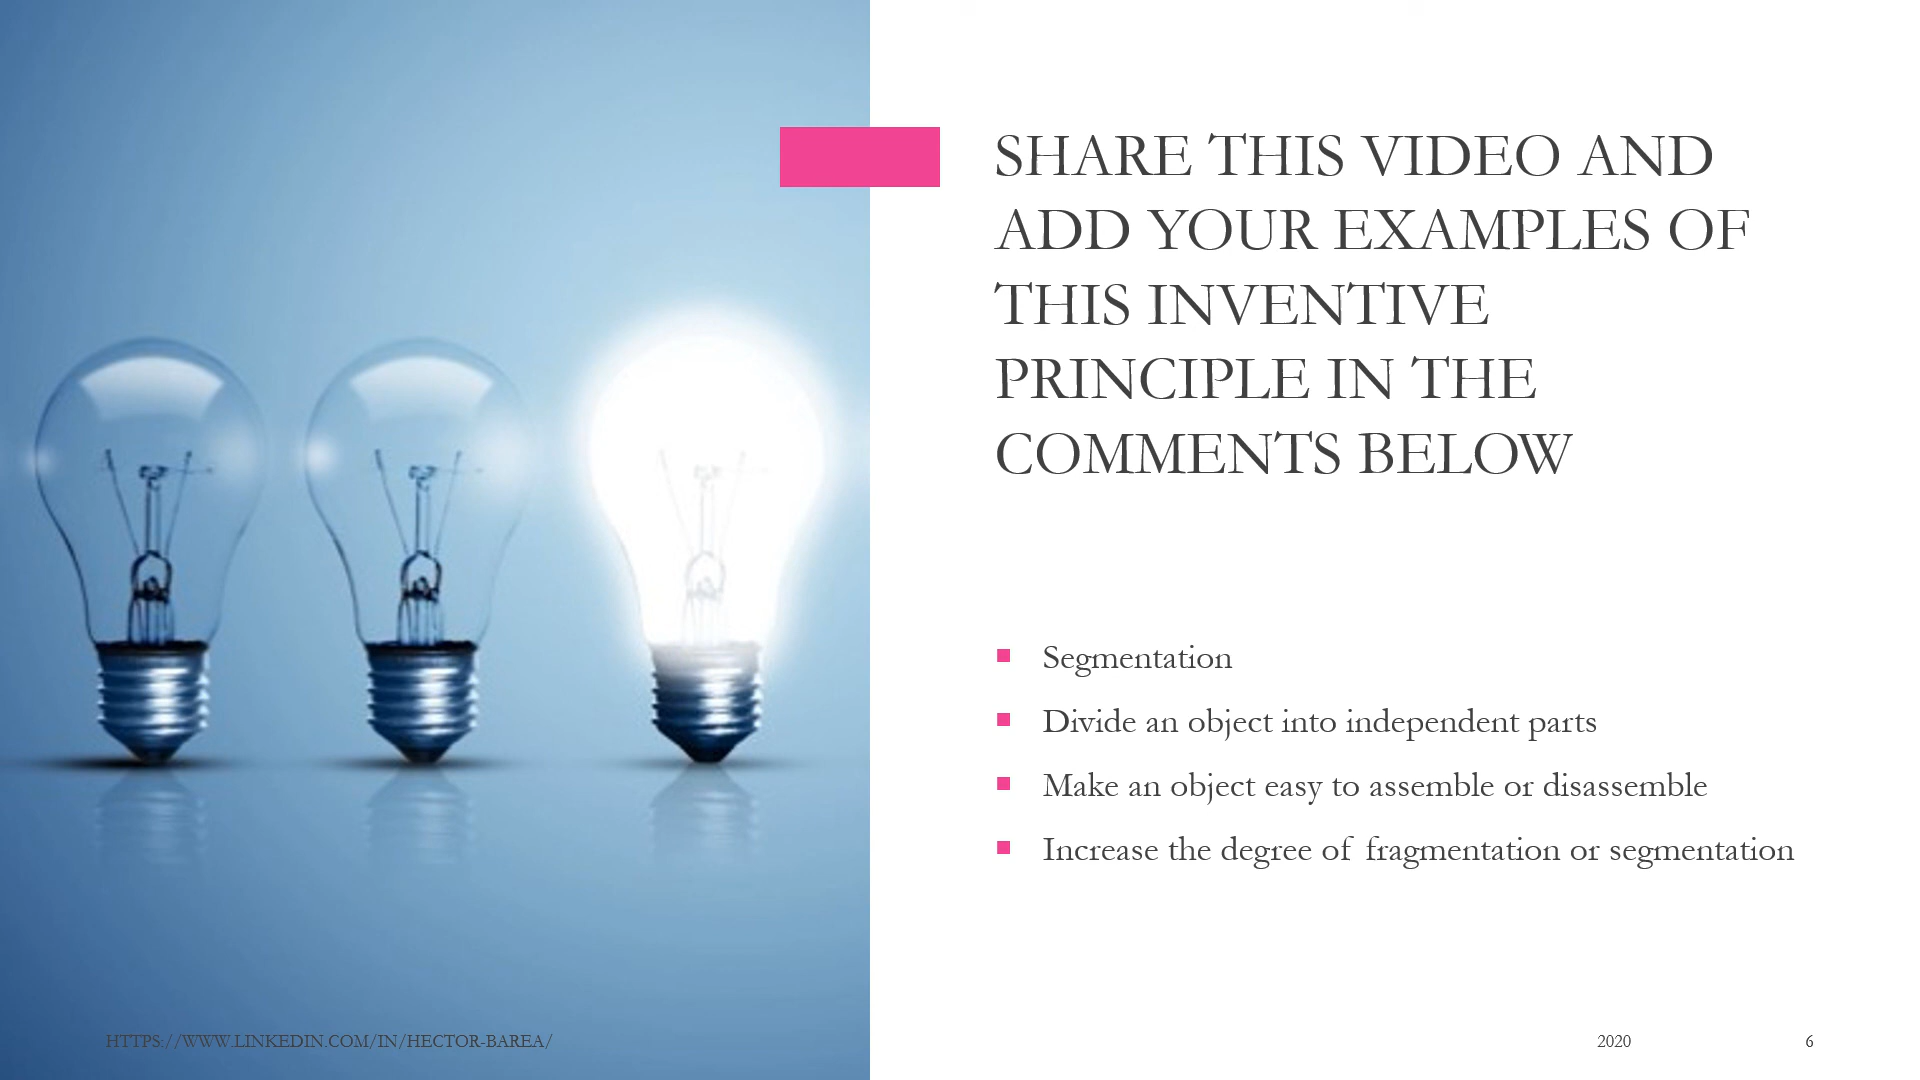 SHARE THIS VIDEO AND
ADD YOUR EXAMPLES OF
THIS INVENTIVE
PRINCIPLE IN THE
COMMENTS BELOW
Segmentation
Divide an object into independent parts
Make an object easy to assemble or disassemble
Increase the degree of fragmentation or segmentation
HTTPS://WWW.LINKEDIN.COM/IN/HECTOR-BAREA/
2020
6